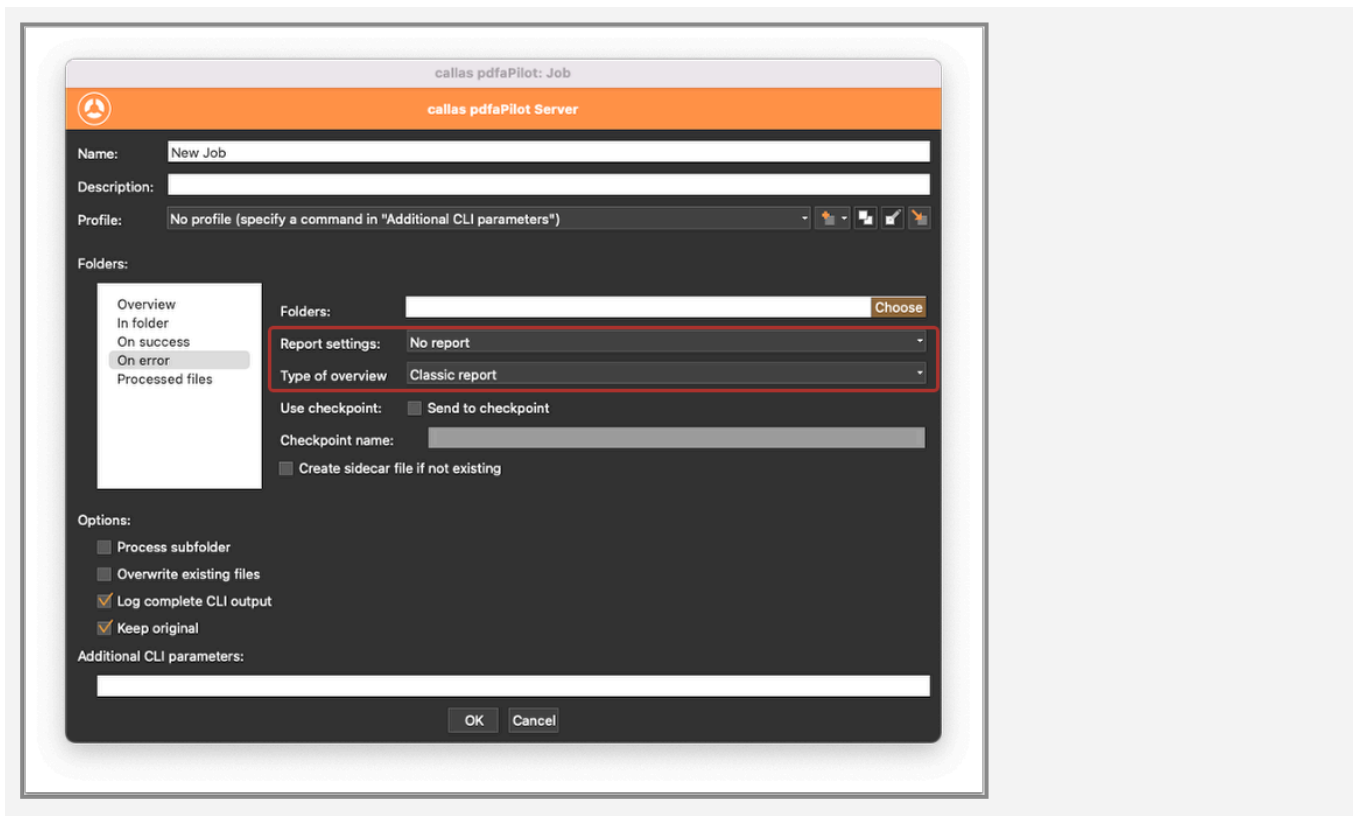 callas pdfaPilot: Job
callas pdfaPilot Server
Name: New Job
Description:
Profile: No profile (specify a command in "Additional CLI parameters")
Folders:
Overview
In folder
On success
On error
Processed files
Folders: Choose
Report settings: No report
Type of overview Classic report
Use checkpoint: Send to checkpoint
Checkpoint name:
Create sidecar file if not existing
Options:
Process subfolder
Overwrite existing files
Log complete CLI output
Keep original
Additional CLI parameters:
OK Cancel